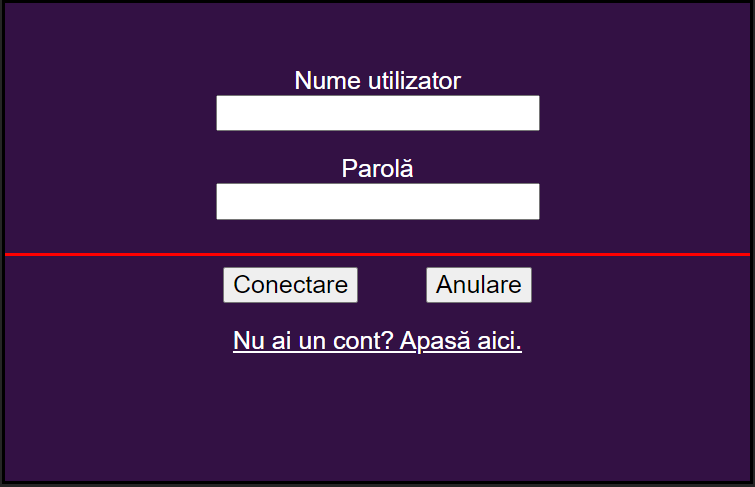 Nume utilizator
Parolă
Conectare Anulare
Nu ai un cont? Apasă aici.